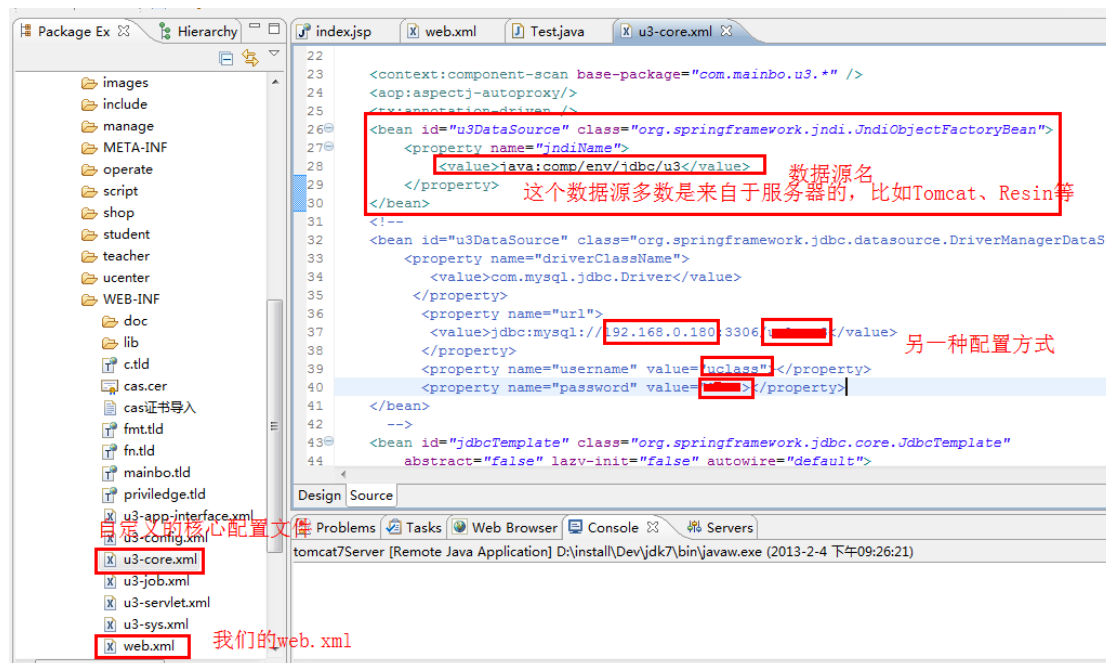 Package Ex
Hierarchy
images
include
manage
META-INF
operate
script
shop
student
teacher
ucenter
WEB-INF
doc
lib
c.tld
cas.cer
cas证书导入
fmt.tld
fn.tld
mainbo.tld
priviledge.tld
u3-app-interface.xml
自定义的核心配置文件
u3-config.xml
u3-core.xml
u3-job.xml
u3-servlet.xml
u3-sys.xml
web.xml
我们的web.xml
index.jsp web.xml Test.java u3-core.xml
22
23 <context:component-scan base-package="com.mainbo.u3.*" />
24 <aop:aspectj-autoproxy/>
25 <tx:annotation-driven />
26 <bean id="u3DataSource" class="org.springframework.jndi.JndiObjectFactoryBean">
27 <property name="jndiName">
28 <value>java:comp/env/jdbc/u3</value>
数据源名
29 </property>
这个数据源多数是来自于服务器的，比如Tomcat、Resin等
30 </bean>
31 <!--
32 <bean id="u3DataSource" class="org.springframework.jdbc.datasource.DriverManagerDataS
33 <property name="driverClassName">
34 <value>com.mysql.jdbc.Driver</value>
35 </property>
36 <property name="url">
37 <value>jdbc:mysql://192.168.0.180:3306/ </value>
另一种配置方式
38 </property>
39 <property name="username" value="uclass"></property>
40 <property name="password" value= ></property>
41 </bean>
42 -->
43 <bean id="jdbcTemplate" class="org.springframework.jdbc.core.JdbcTemplate"
44 abstract="false" lazy-init="false" autowire="default">
Design Source
Problems Tasks Web Browser Console Servers
tomcat7Server [Remote Java Application] D:\install\Dev\jdk7\bin\javaw.exe (2013-2-4 下午09:26:21)